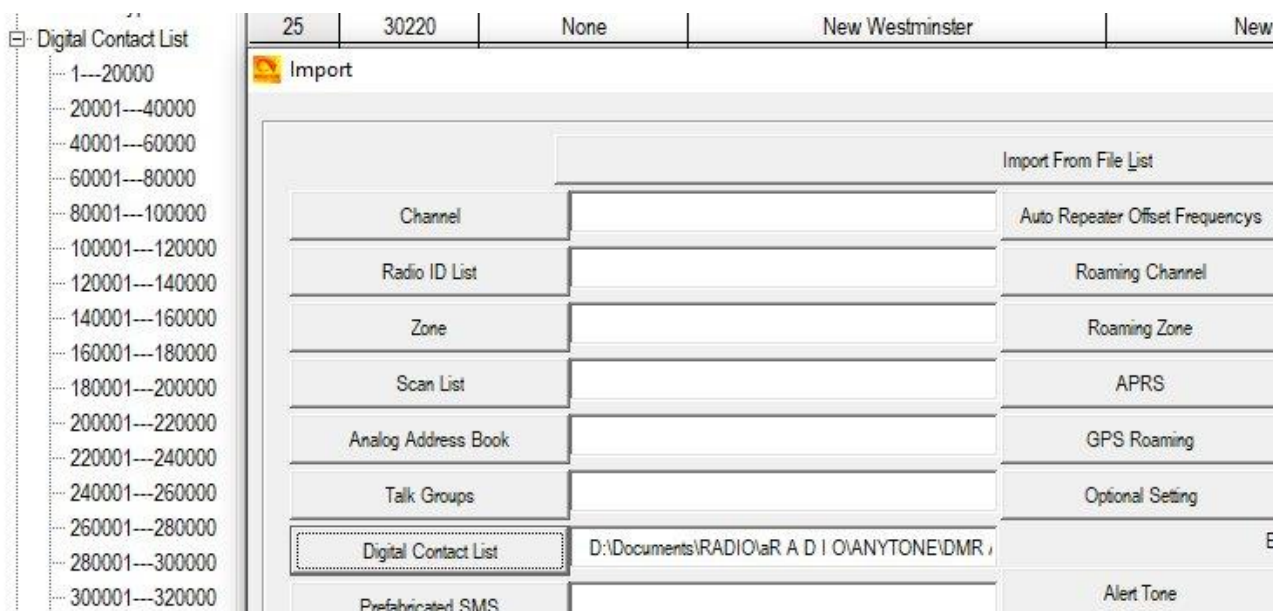 Digital Contact List
1---20000
20001---40000
40001---60000
60001---80000
80001---100000
100001---120000
120001---140000
140001---160000
160001---180000
180001---200000
200001---220000
220001---240000
240001---260000
260001---280000
280001---300000
300001---320000
25 30220 None New Westminster New
Import
Import From File List
Channel Auto Repeater Offset Frequencys
Radio ID List Roaming Channel
Zone Roaming Zone
Scan List APRS
Analog Address Book GPS Roaming
Talk Groups Optional Setting
Digital Contact List D:\Documents\RADIO\aR A D I O\ANYTONE\DMR
Prefabricated SMS Alert Tone